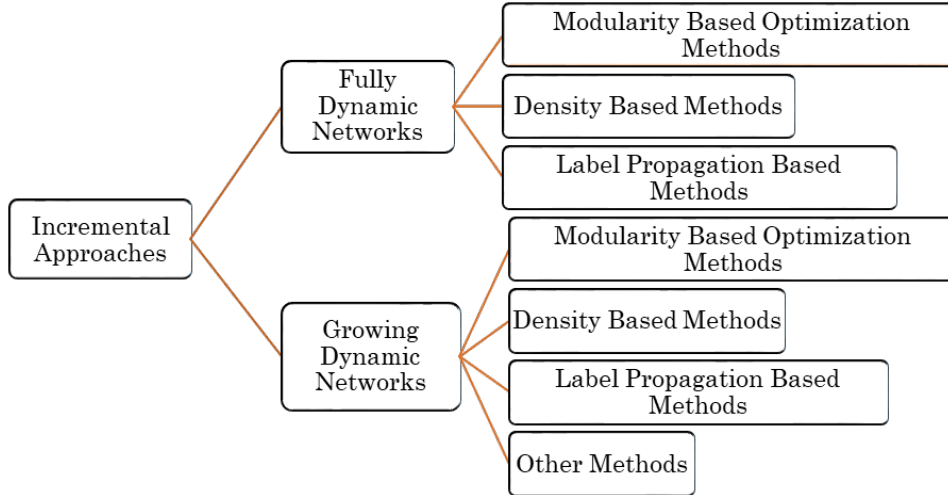 Incremental
Approaches
Fully
Dynamic
Networks
Modularity Based Optimization
Methods
Density Based Methods
Label Propagation Based
Methods
Growing
Dynamic
Networks
Modularity Based Optimization
Methods
Density Based Methods
Label Propagation Based
Methods
Other Methods